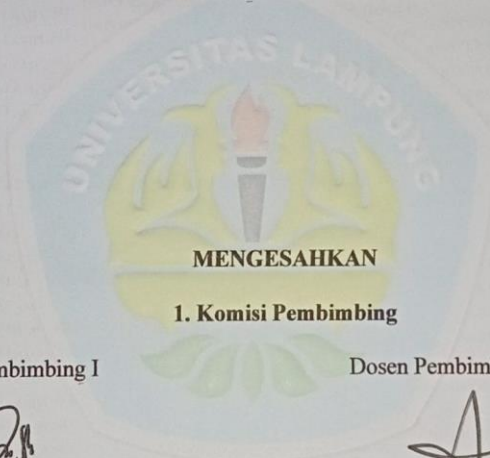 UNIVERSITAS LAMPUNG
MENGESAHKAN
1. Komisi Pembimbing
nbimbing I Dosen Pembim